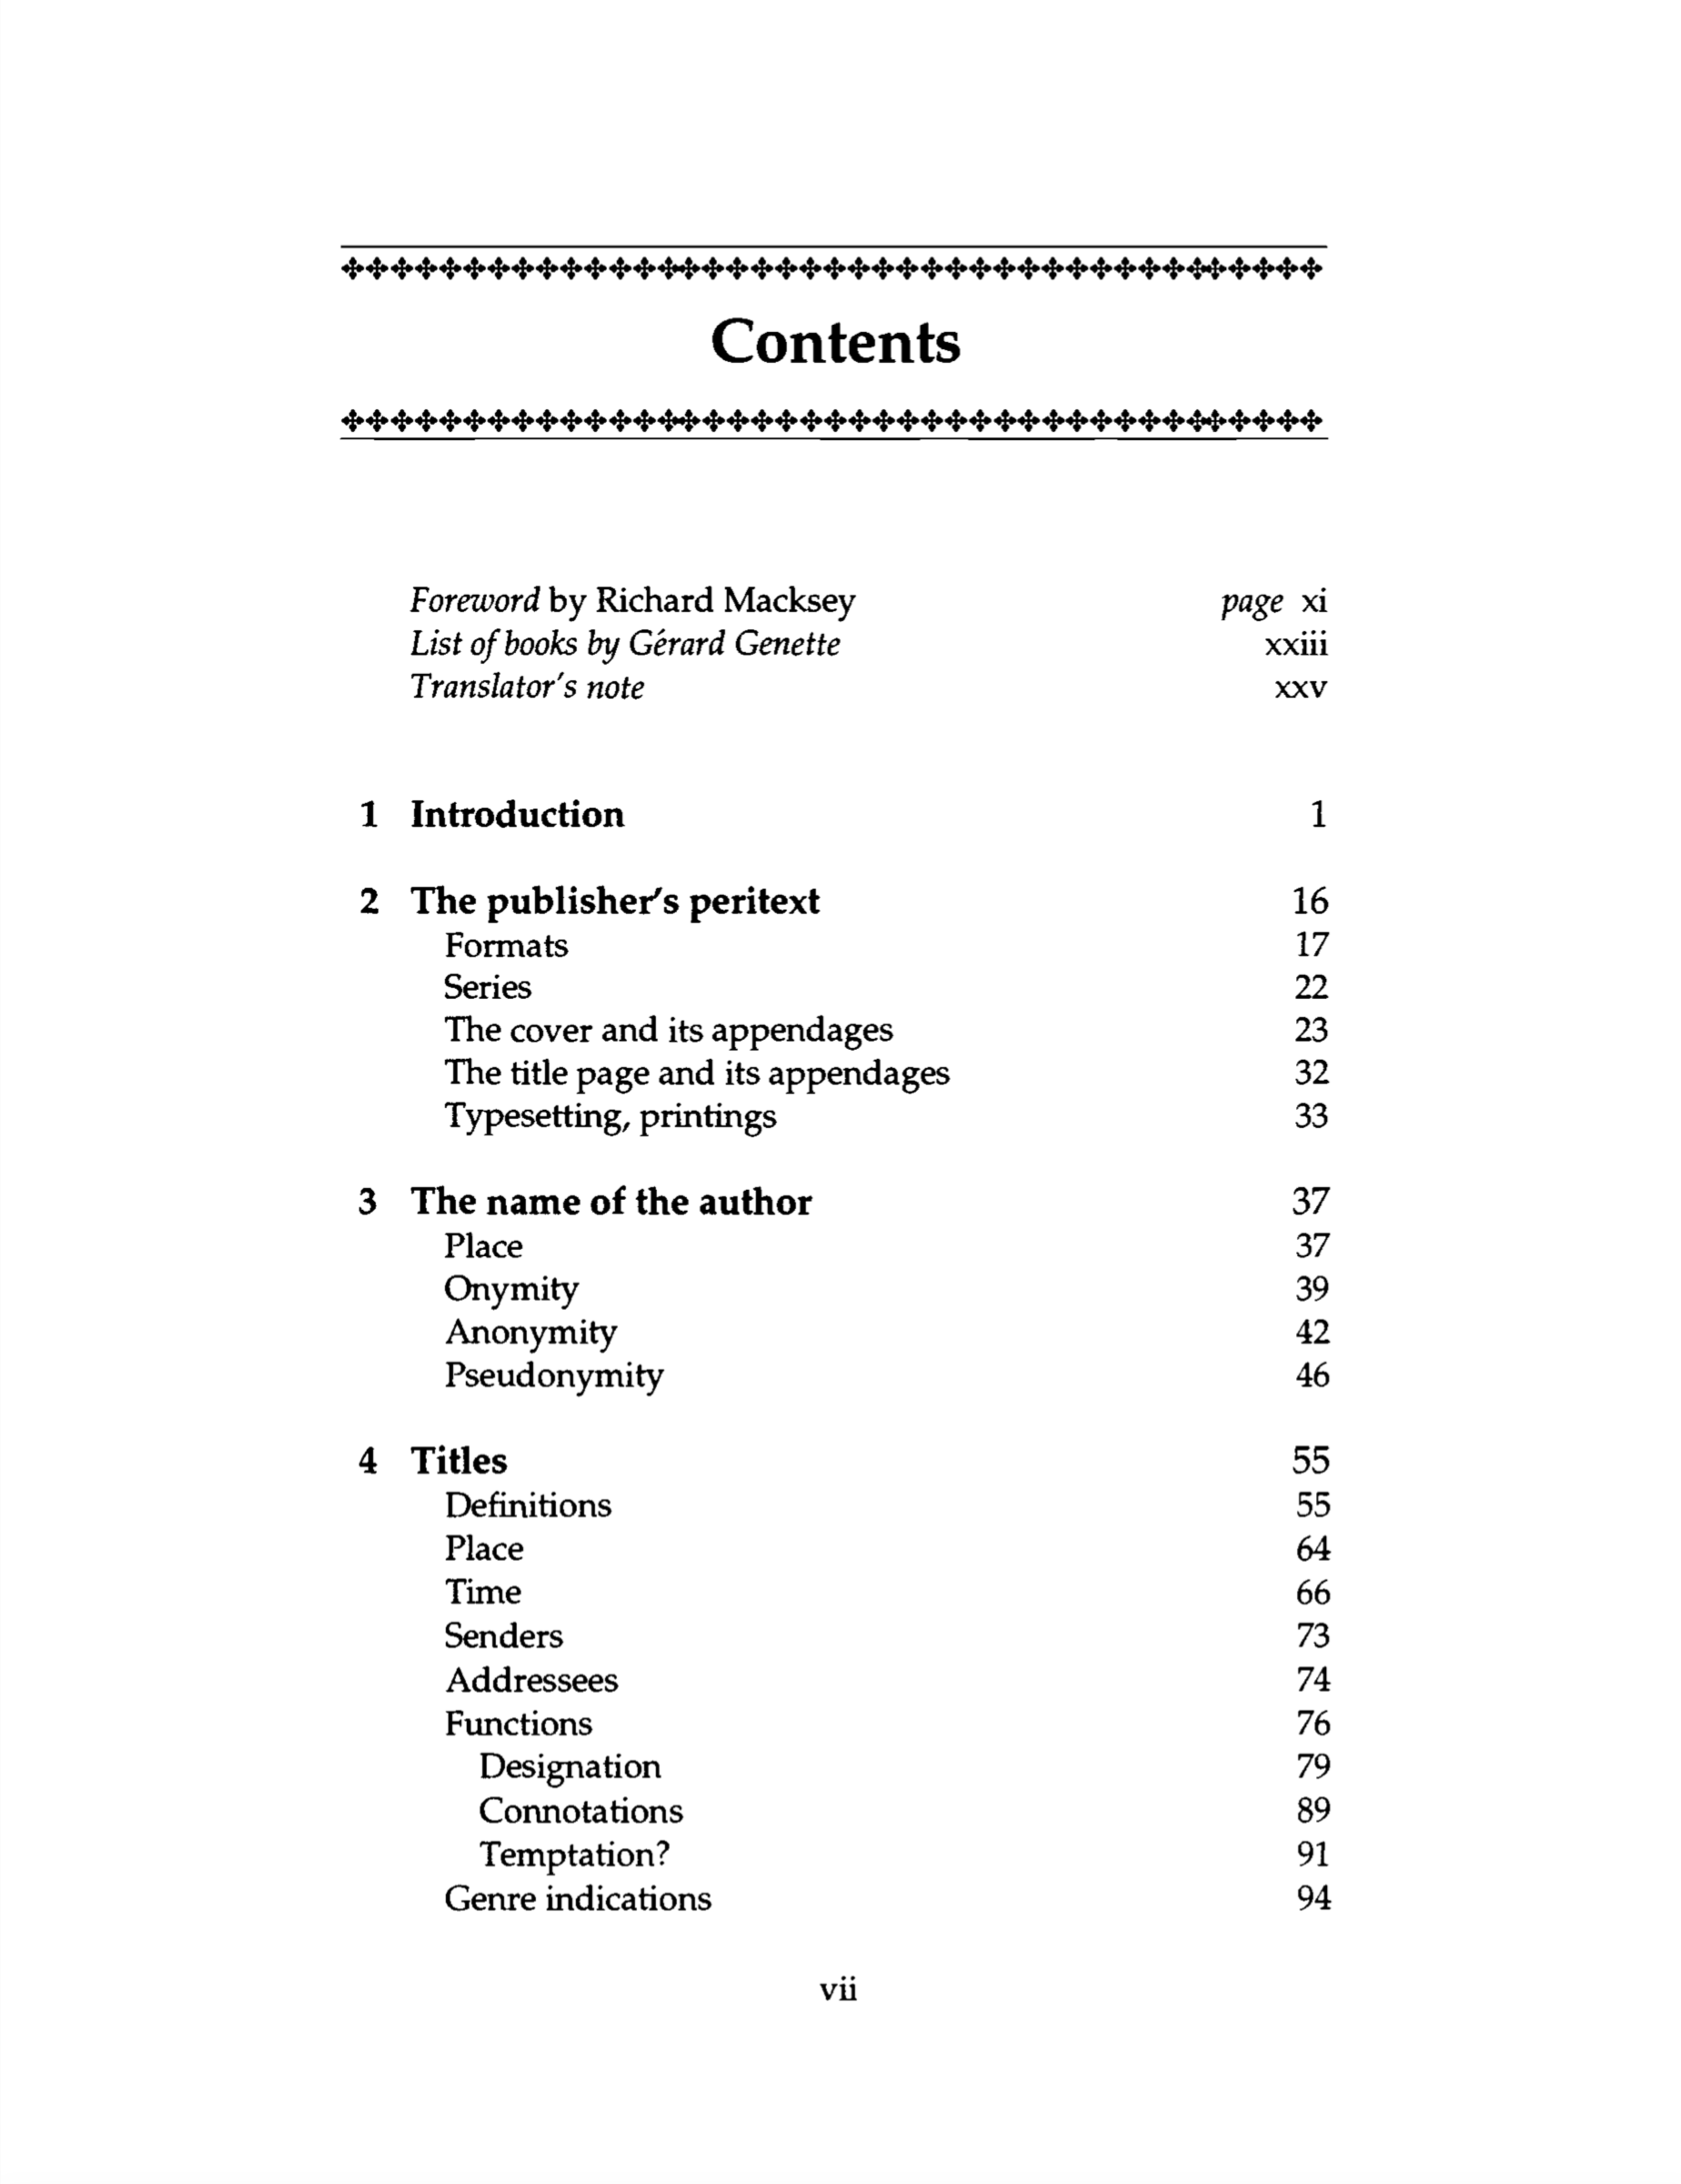 Contents
Foreword by Richard Macksey page xi
List of books by Gérard Genette xxiii
Translator's note xxv
1 Introduction 1
2 The publisher's peritext 16
Formats 17
Series 22
The cover and its appendages 23
The title page and its appendages 32
Typesetting, printings 33
3 The name of the author 37
Place 37
Onymity 39
Anonymity 42
Pseudonymity 46
4 Titles 55
Definitions 55
Place 64
Time 66
Senders 73
Addressees 74
Functions 76
Designation 79
Connotations 89
Temptation? 91
Genre indications 94
vii